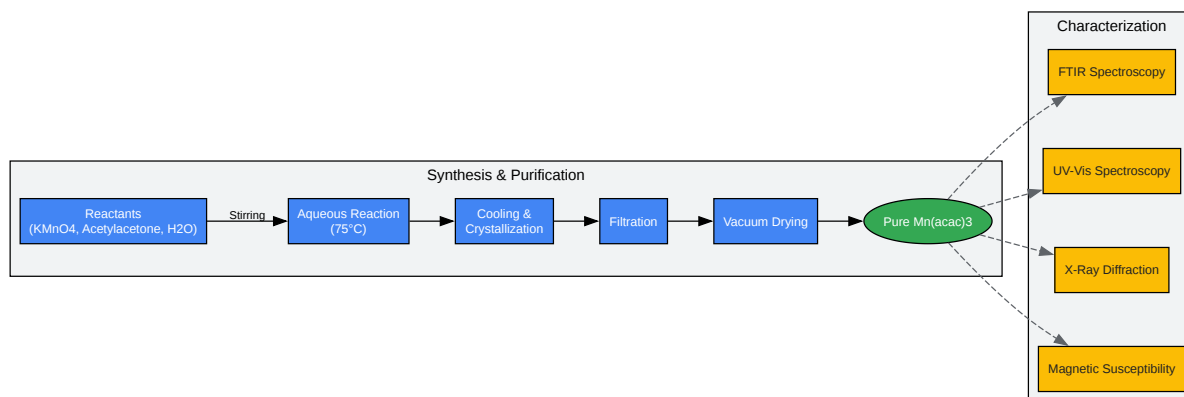 Synthesis & Purification
Reactants
(KMnO4, Acetylacetone, H2O)
Stirring
Aqueous Reaction
(75°C)
Cooling &
Crystallization
Filtration
Vacuum Drying
Pure Mn(acac)3
Characterization
FTIR Spectroscopy
UV-Vis Spectroscopy
X-Ray Diffraction
Magnetic Susceptibility